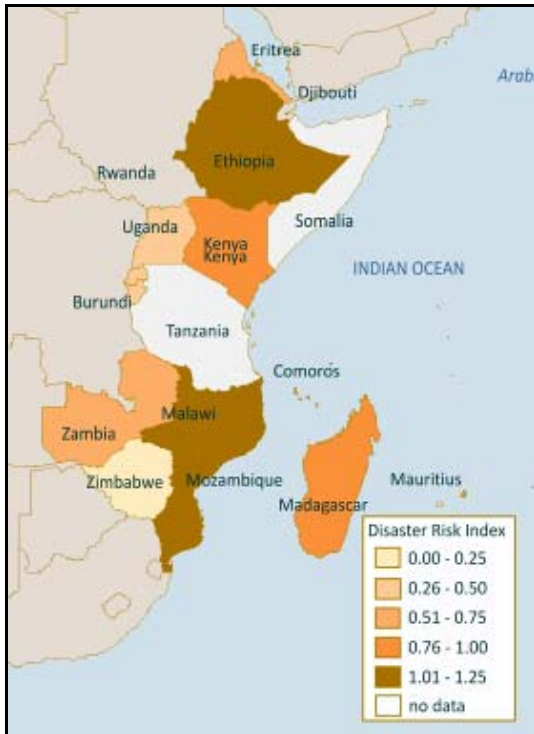 Eritrea
Arab
Djibouti
Ethiopia
Rwanda
Somalia
Uganda
Kenya
Kenya
INDIAN OCEAN
Burundi
Tanzania
Comoros
Malawi
Zambia
Zimbabwe
Mozambique
Mauritius
Madagascar
Disaster Risk Index
0.00 - 0.25
0.26 - 0.50
0.51 - 0.75
0.76 - 1.00
1.01 - 1.25
no data